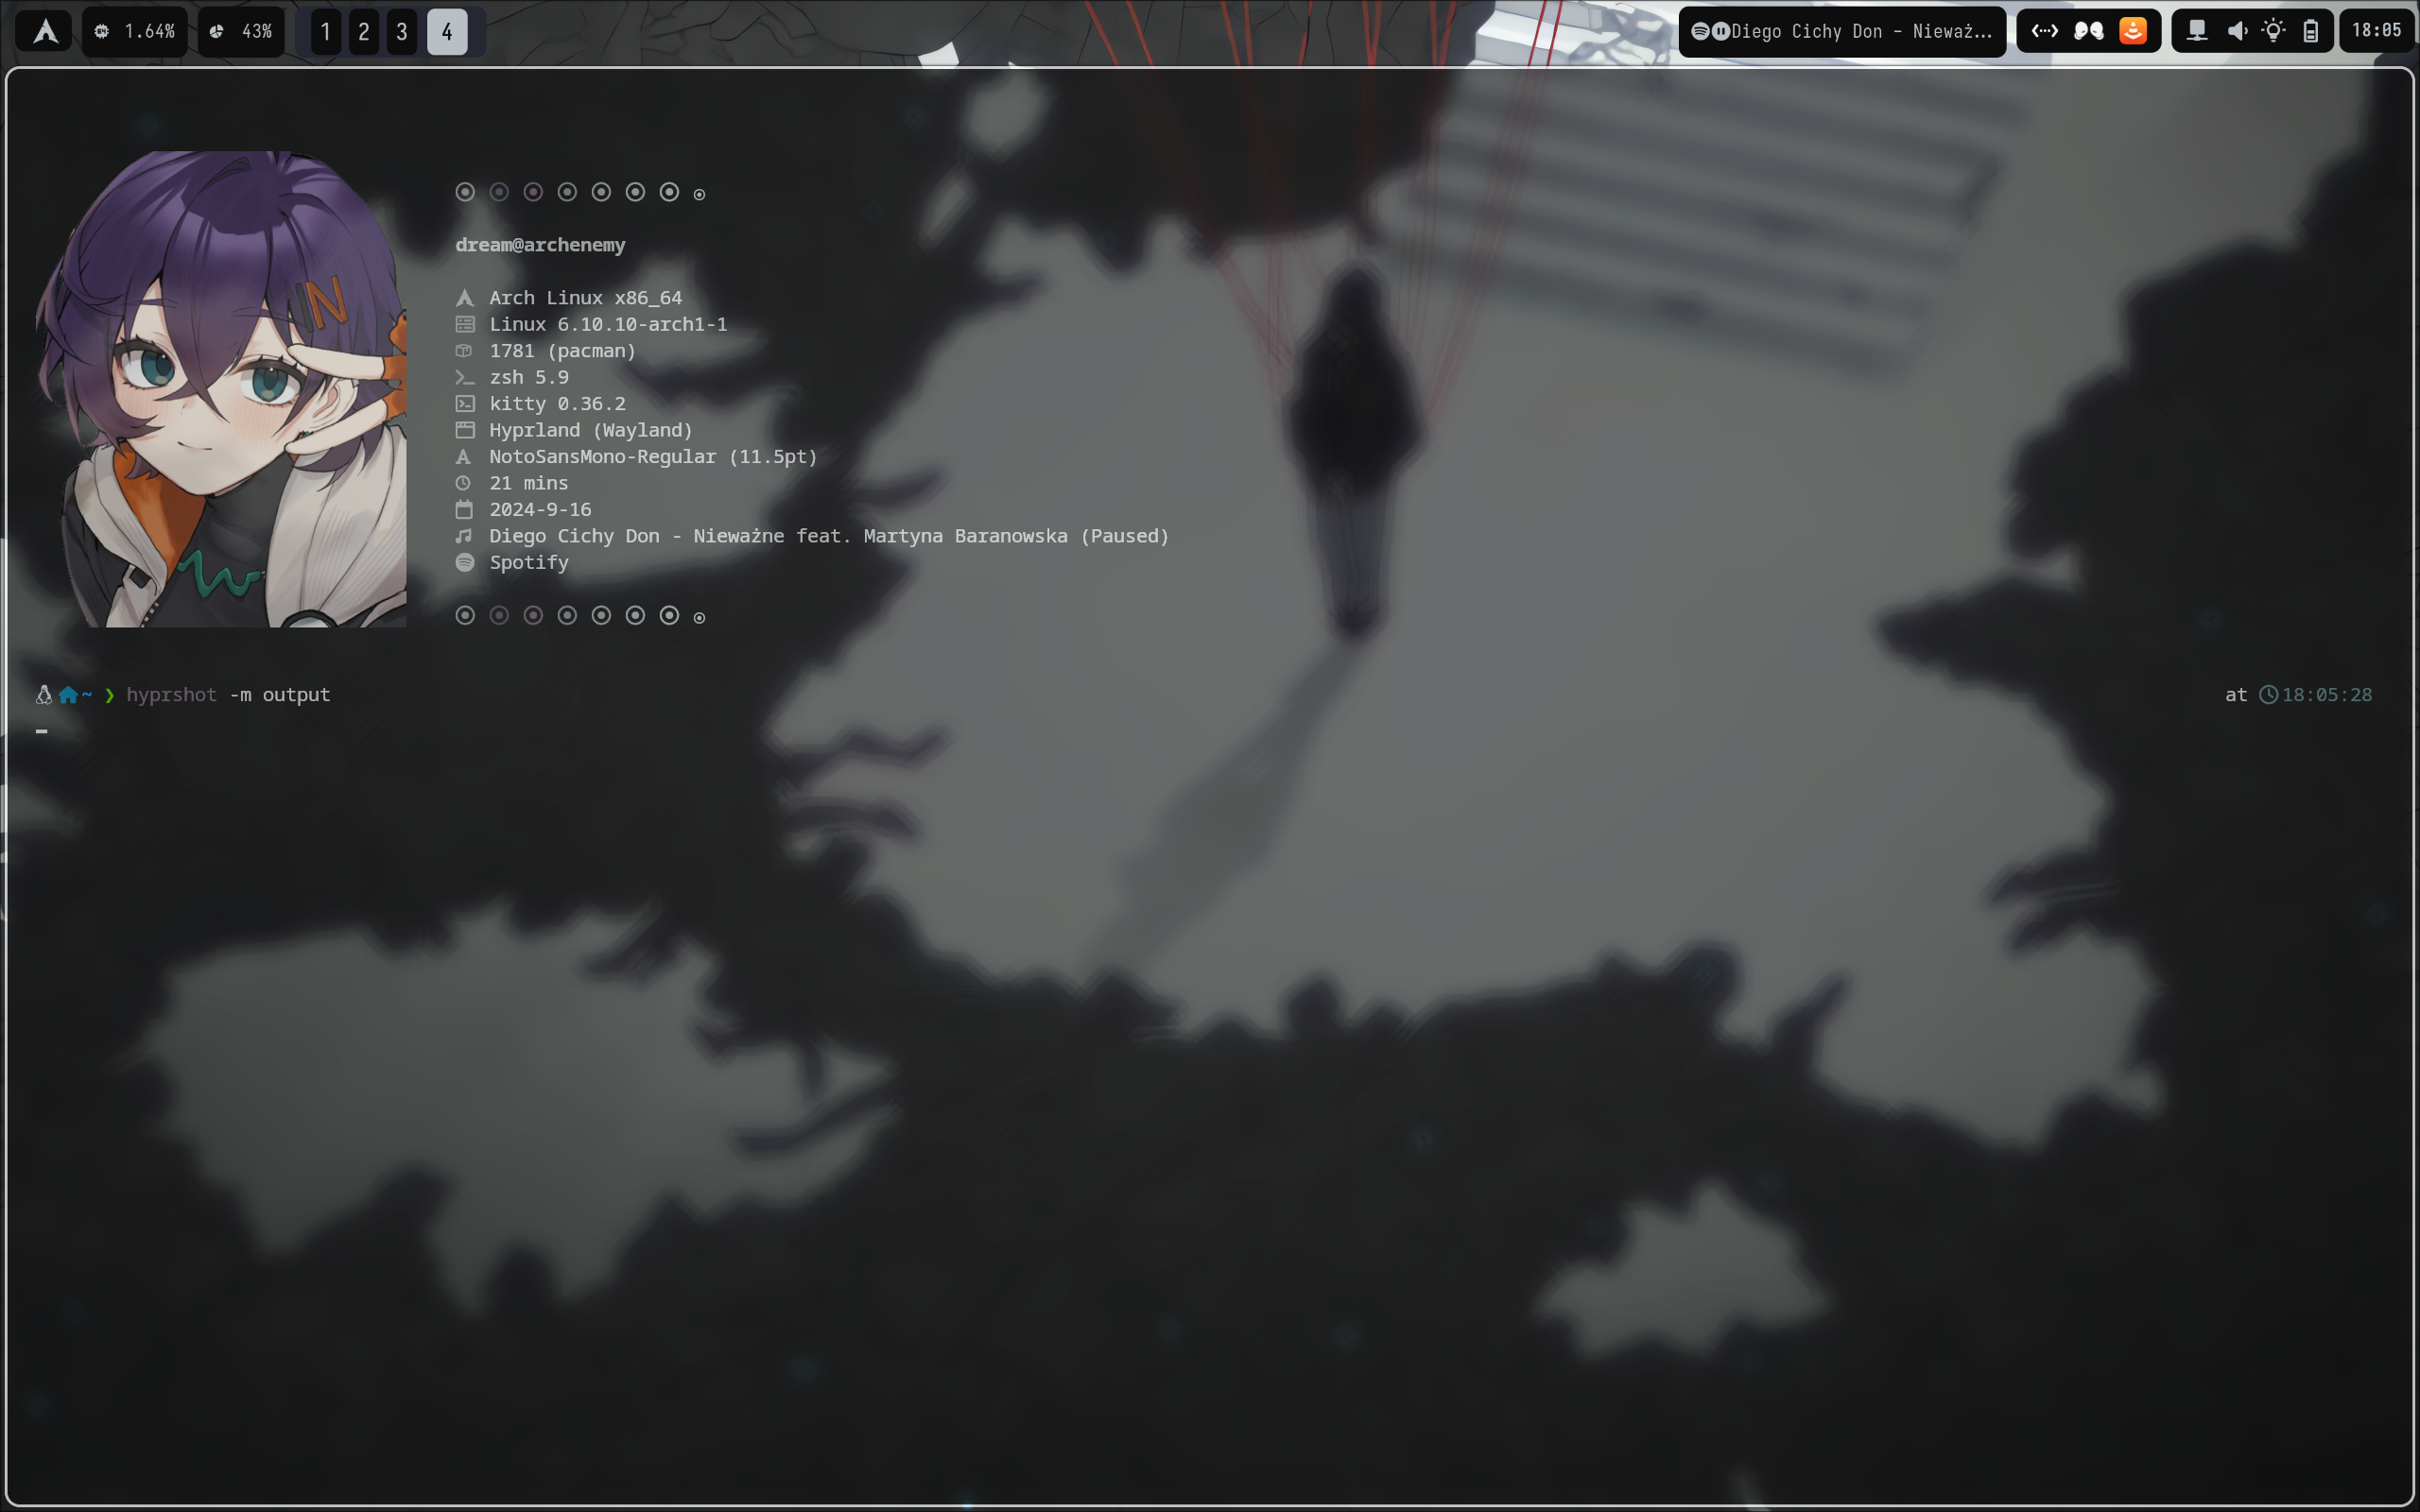 1.64% 43% 1 2 3 4 Diego Cichy Don - Nieważ... 18:05
dream@archenemy
Arch Linux x86_64
Linux 6.10.10-arch1-1
1781 (pacman)
zsh 5.9
kitty 0.36.2
Hyprland (Wayland)
NotoSansMono-Regular (11.5pt)
21 mins
2024-9-16
Diego Cichy Don - Nieważne feat. Martyna Baranowska (Paused)
Spotify
~ ❯ hyprshot -m output at 18:05:28